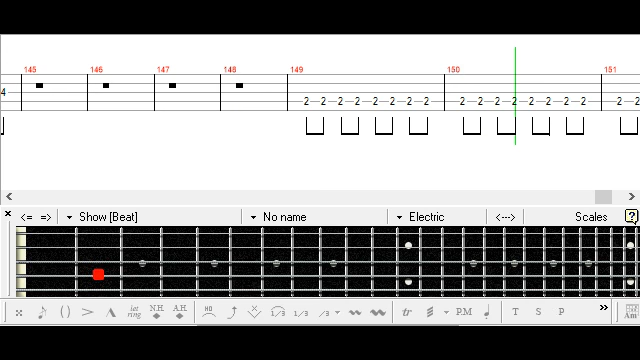 145 146 147 148 149 150 151
4 2 2 2 2 2 2 2 2 2 2 2 2 2 2 2 2 2 2
<= => Show [Beat] No name Electric <---> Scales ?
> Λ let ring N.H. A.H. HO 1/3 1/3 1/3 tr P.M T S P » Am